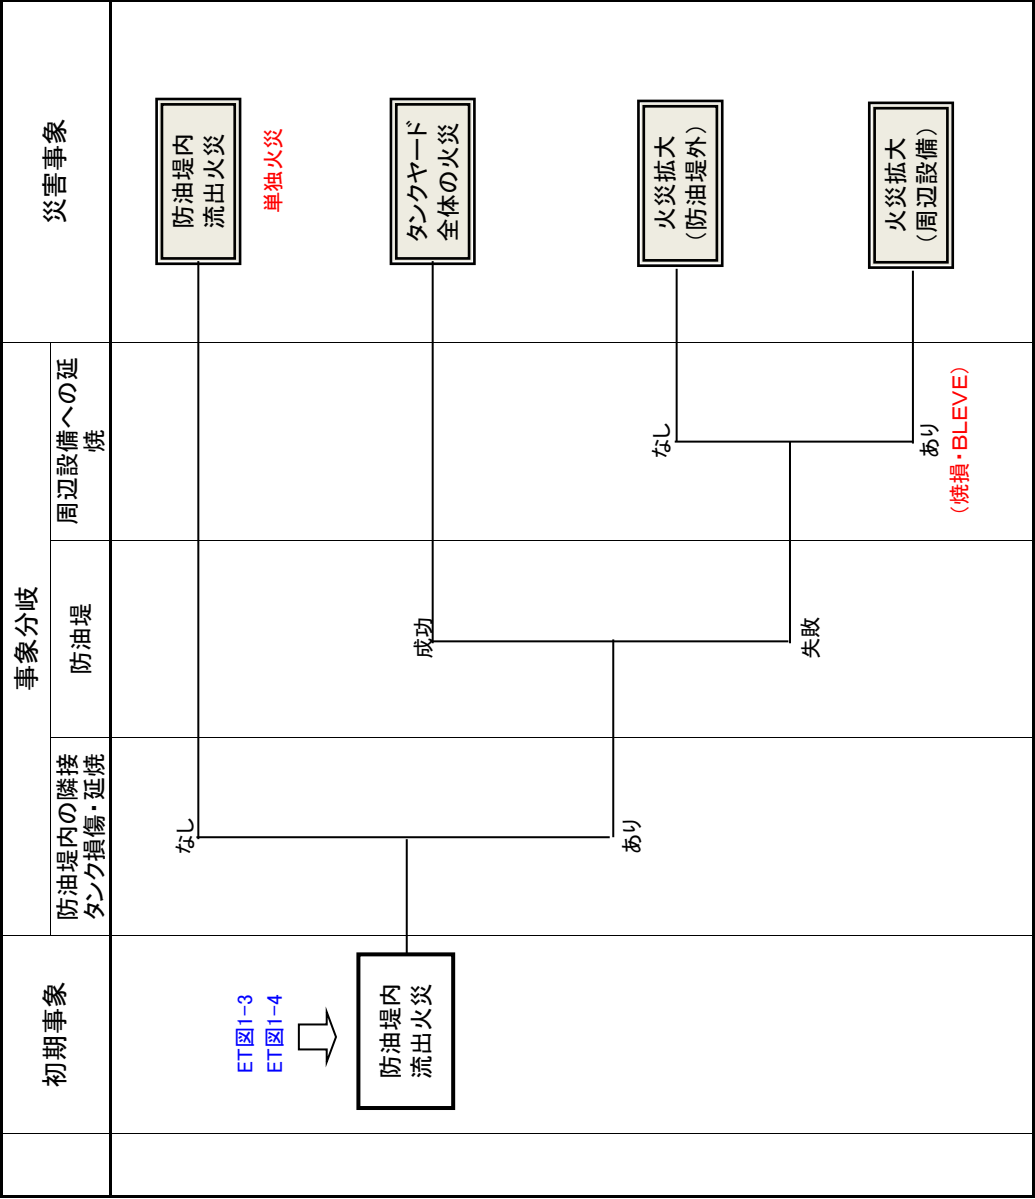 初期事象
事象分岐
災害事象
防油堤内の隣接
タンク損傷・延焼
防油堤
周辺設備への延
焼
ET図1-3
ET図1-4
防油堤内
流出火災
なし
あり
成功
失敗
なし
あり
（焼損・BLEVE）
防油堤内
流出火災
単独火災
タンクヤード
全体の火災
火災拡大
（防油堤外）
火災拡大
（周辺設備）